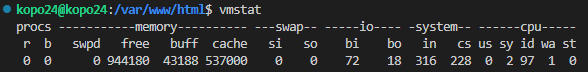 kopo24@kopo24:/var/www/html$ vmstat
procs -----------memory---------- ---swap-- -----io---- -system-- ------cpu-----
r b swpd free buff cache si so bi bo in cs us sy id wa st
0 0 0 944180 43188 537000 0 0 72 18 316 228 0 2 97 1 0